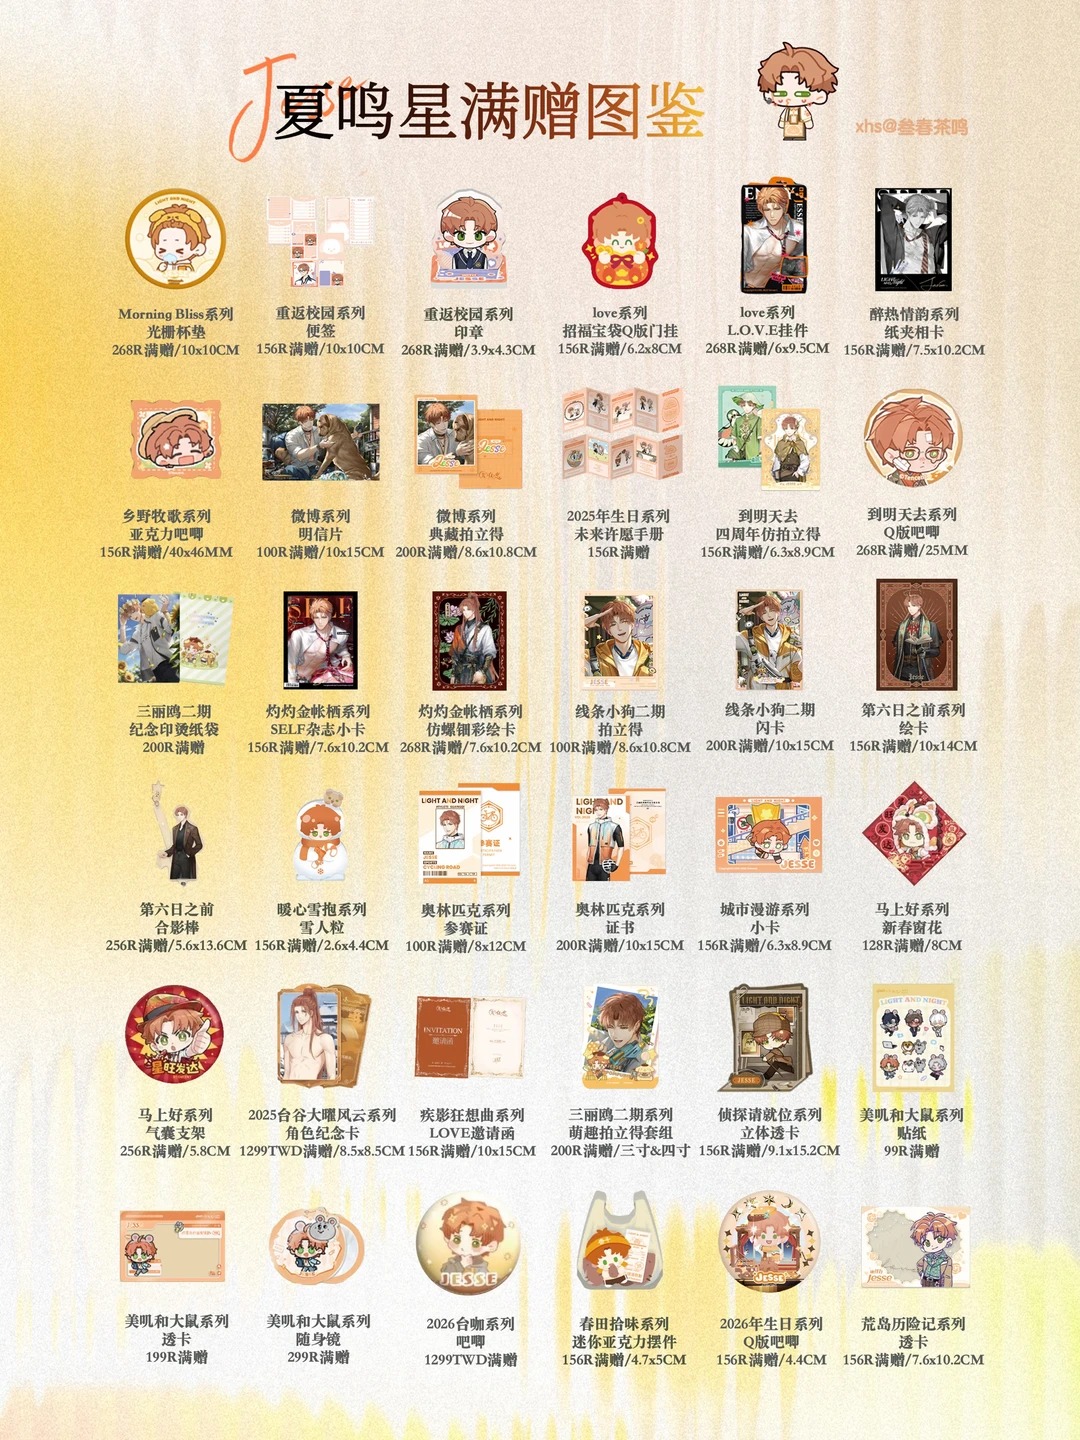 Jesse
夏鸣星满赠图鉴
xhs@叁春茶鸣
Morning Bliss系列
光栅杯垫
268R满赠/10x10CM
重返校园系列
便签
156R满赠/10x10CM
重返校园系列
印章
268R满赠/3.9x4.3CM
love系列
招福宝袋Q版门挂
156R满赠/6.2x8CM
love系列
L.O.V.E挂件
268R满赠/6x9.5CM
醉热情韵系列
纸夹相卡
156R满赠/7.5x10.2CM
乡野牧歌系列
亚克力吧唧
156R满赠/40x46MM
微博系列
明信片
100R满赠/10x15CM
微博系列
典藏拍立得
200R满赠/8.6x10.8CM
2025年生日系列
未来许愿手册
156R满赠
到明天去
四周年仿拍立得
156R满赠/6.3x8.9CM
到明天去系列
Q版吧唧
268R满赠/25MM
三丽鸥二期
纪念印烫纸袋
200R满赠
灼灼金帐栖系列
SELF杂志小卡
156R满赠/7.6x10.2CM
灼灼金帐栖系列
仿螺钿彩绘卡
268R满赠/7.6x10.2CM
线条小狗二期
拍立得
100R满赠/8.6x10.8CM
线条小狗二期
闪卡
200R满赠/10x15CM
第六日之前系列
绘卡
156R满赠/10x14CM
第六日之前
合影棒
256R满赠/5.6x13.6CM
暖心雪抱系列
雪人粒
156R满赠/2.6x4.4CM
奥林匹克系列
参赛证
100R满赠/8x12CM
奥林匹克系列
证书
200R满赠/10x15CM
城市漫游系列
小卡
156R满赠/6.3x8.9CM
马上好系列
新春窗花
128R满赠/8CM
马上好系列
气囊支架
256R满赠/5.8CM
2025台谷大曜风云系列
角色纪念卡
1299TWD满赠/8.5x8.5CM
疾影狂想曲系列
LOVE邀请函
156R满赠/10x15CM
三丽鸥二期系列
萌趣拍立得套组
200R满赠/三寸&四寸
侦探请就位系列
立体透卡
156R满赠/9.1x15.2CM
美叽和大鼠系列
贴纸
99R满赠
美叽和大鼠系列
透卡
199R满赠
美叽和大鼠系列
随身镜
299R满赠
2026台咖系列
吧唧
1299TWD满赠
春田拾味系列
迷你亚克力摆件
156R满赠/4.7x5CM
2026年生日系列
Q版吧唧
156R满赠/4.4CM
荒岛历险记系列
透卡
156R满赠/7.6x10.2CM